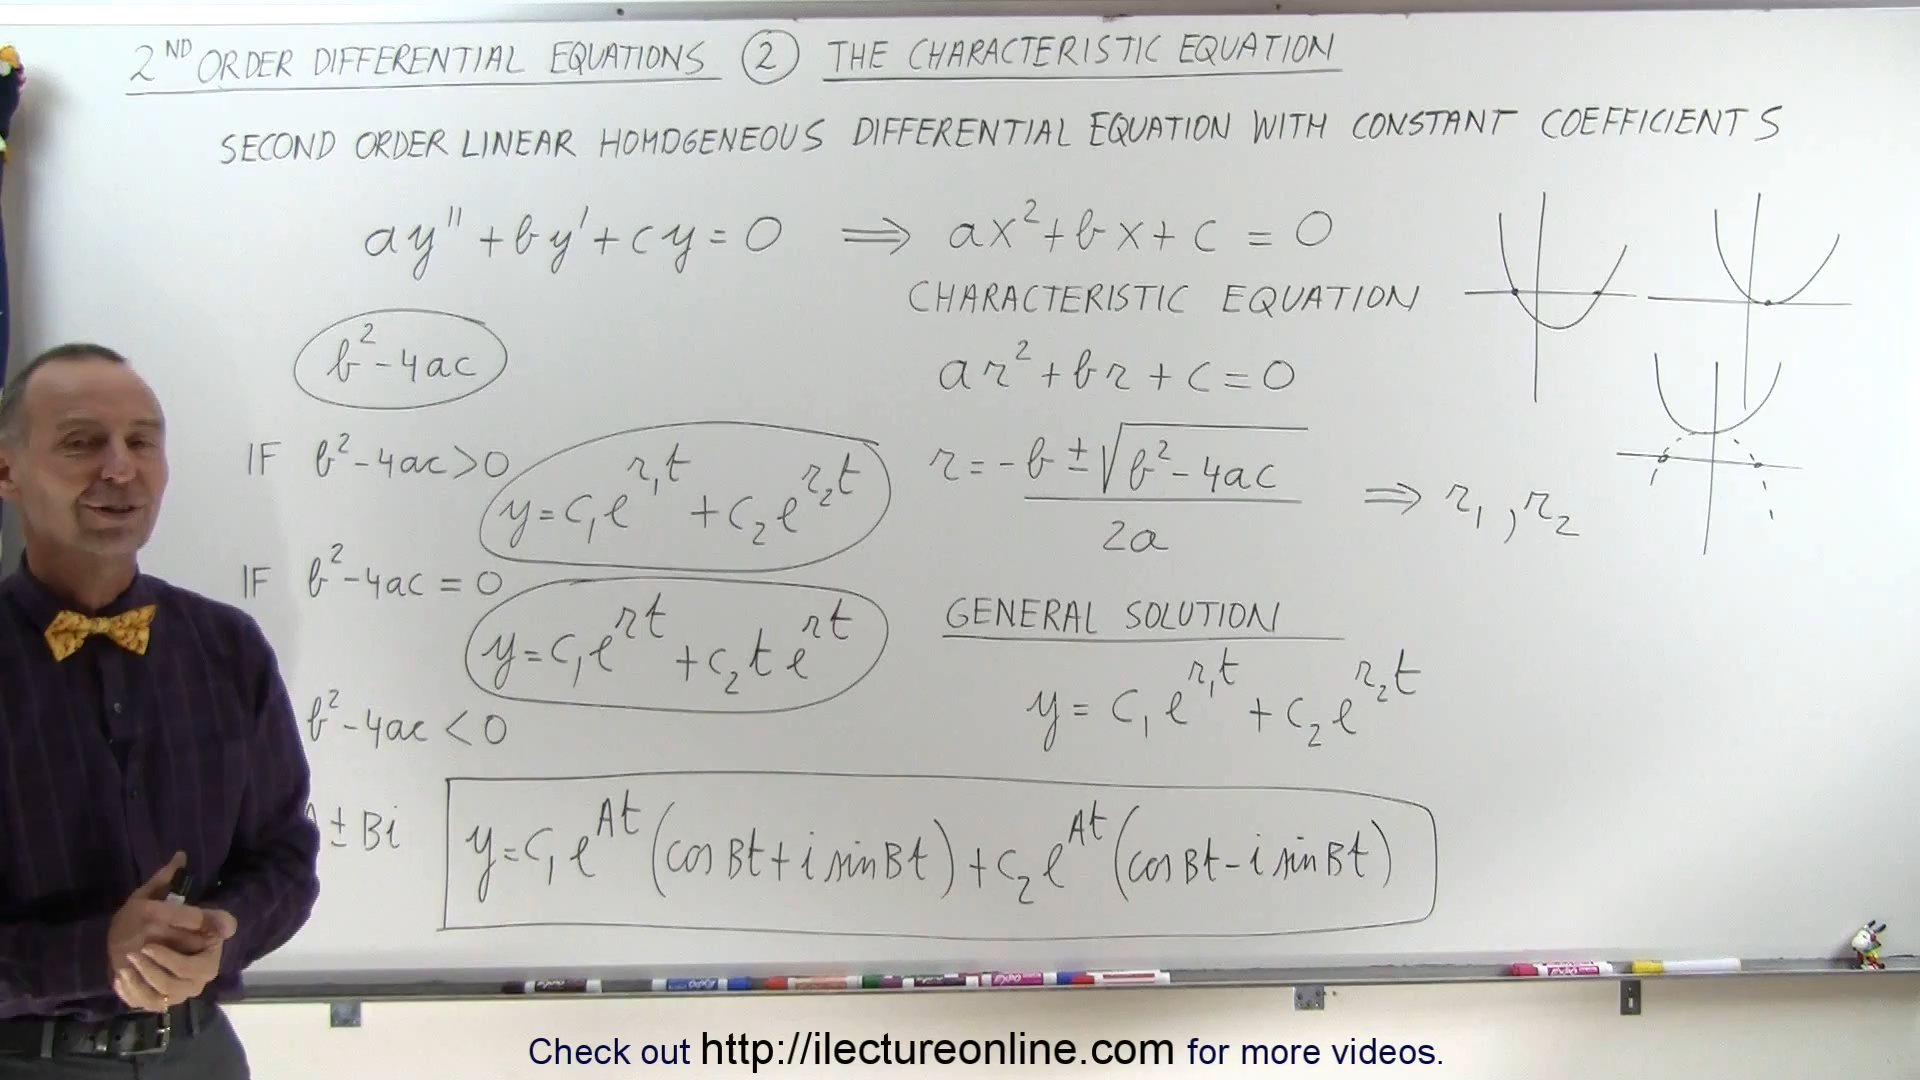 2ND ORDER DIFFERENTIAL EQUATIONS ② THE CHARACTERISTIC EQUATION
SECOND ORDER LINEAR HOMOGENEOUS DIFFERENTIAL EQUATION WITH CONSTANT COEFFICIENTS
ay'' + by' + cy = 0 ⇒ ax² + bx + c = 0
CHARACTERISTIC EQUATION
b² - 4ac
ar² + br + c = 0
IF b² - 4ac > 0
y = c₁e^{r₁t} + c₂e^{r₂t}
r = -b ± √(b² - 4ac) / 2a ⇒ r₁, r₂
IF b² - 4ac = 0
y = c₁e^{rt} + c₂te^{rt}
GENERAL SOLUTION
y = c₁e^{r₁t} + c₂e^{r₂t}
b² - 4ac < 0
± Bi
y = c₁e^{At}(cos Bt + i sin Bt) + c₂e^{At}(cos Bt - i sin Bt)
Check out http://ilectureonline.com for more videos.